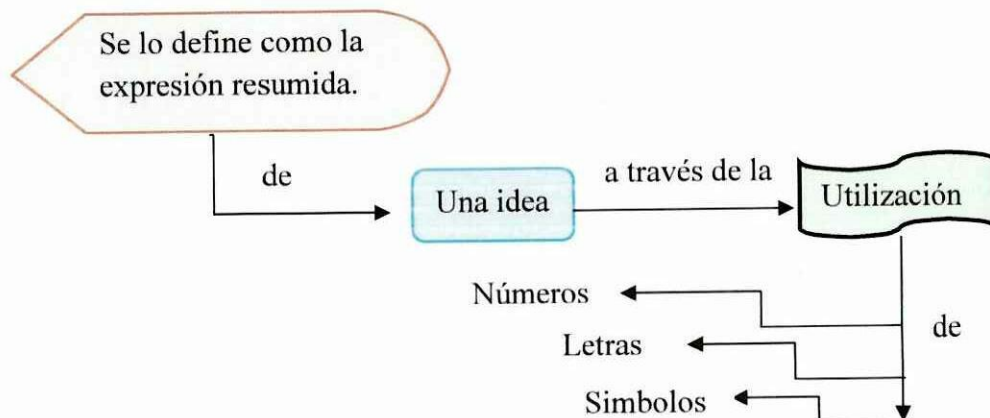 Se lo define como la
expresión resumida.
de
Una idea
a través de la
Utilización
Números
de
Letras
Simbolos